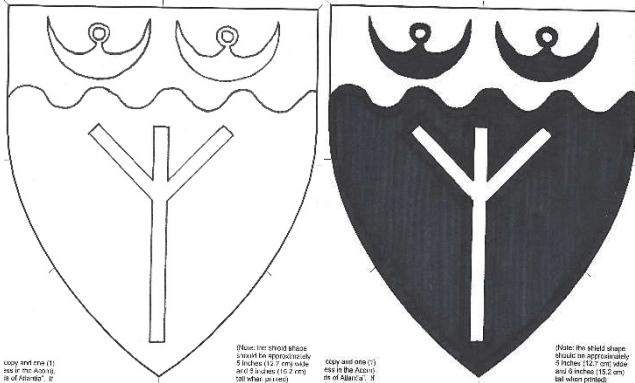 copy and one (1)
ess in the Acorn).
ds of Atlantia". If
(Note: the shield shape
should be approximately
5 inches (12.7 cm) wide
and 6 inches (15.2 cm)
tall when printed)
copy and one (1)
ess in the Acorn).
ds of Atlantia". If
(Note: the shield shape
should be approximately
5 inches (12.7 cm) wide
and 6 inches (15.2 cm)
tall when printed)